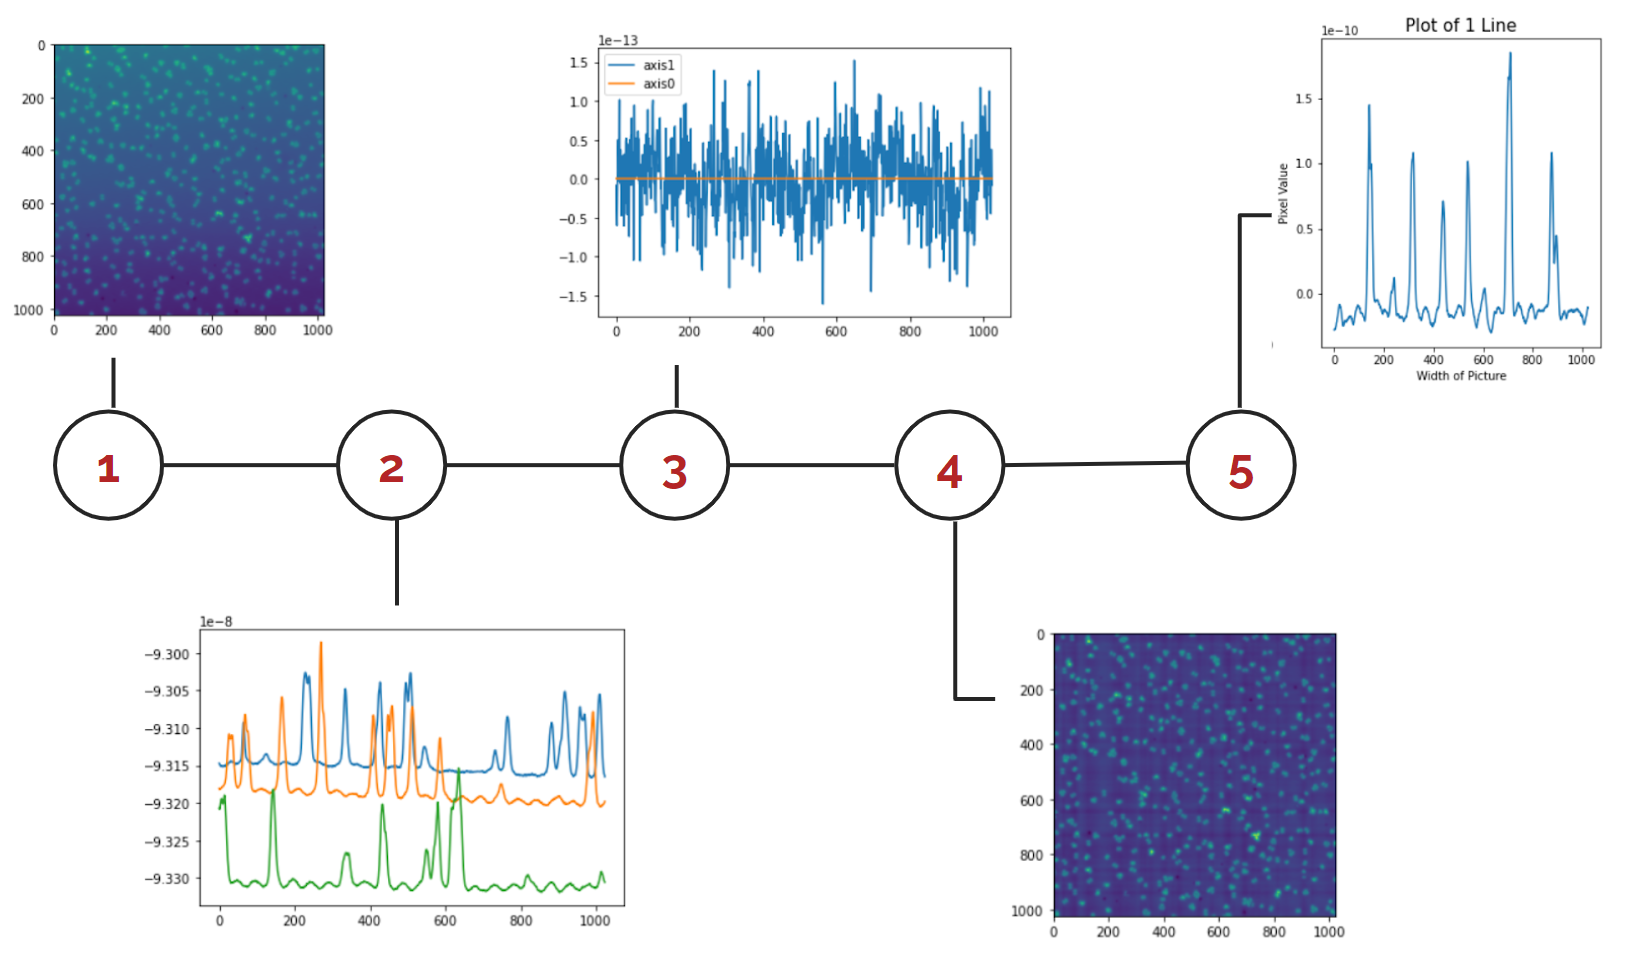 0
200
400
600
800
1000
0 200 400 600 800 1000
1e−13
axis1
axis0
1.5
1.0
0.5
0.0
−0.5
−1.0
−1.5
0 200 400 600 800 1000
Plot of 1 Line
1e−10
1.5
1.0
0.5
0.0
Pixel Value
0 200 400 600 800 1000
Width of Picture
1
2
3
4
5
1e−8
−9.300
−9.305
−9.310
−9.315
−9.320
−9.325
−9.330
0 200 400 600 800 1000
0
200
400
600
800
1000
0 200 400 600 800 1000